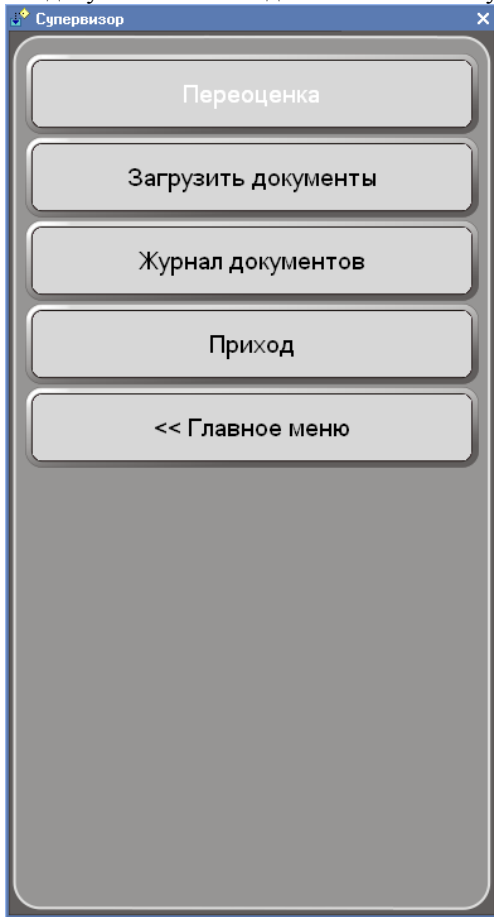 Супервизор
Переоценка
Загрузить документы
Журнал документов
Приход
<< Главное меню